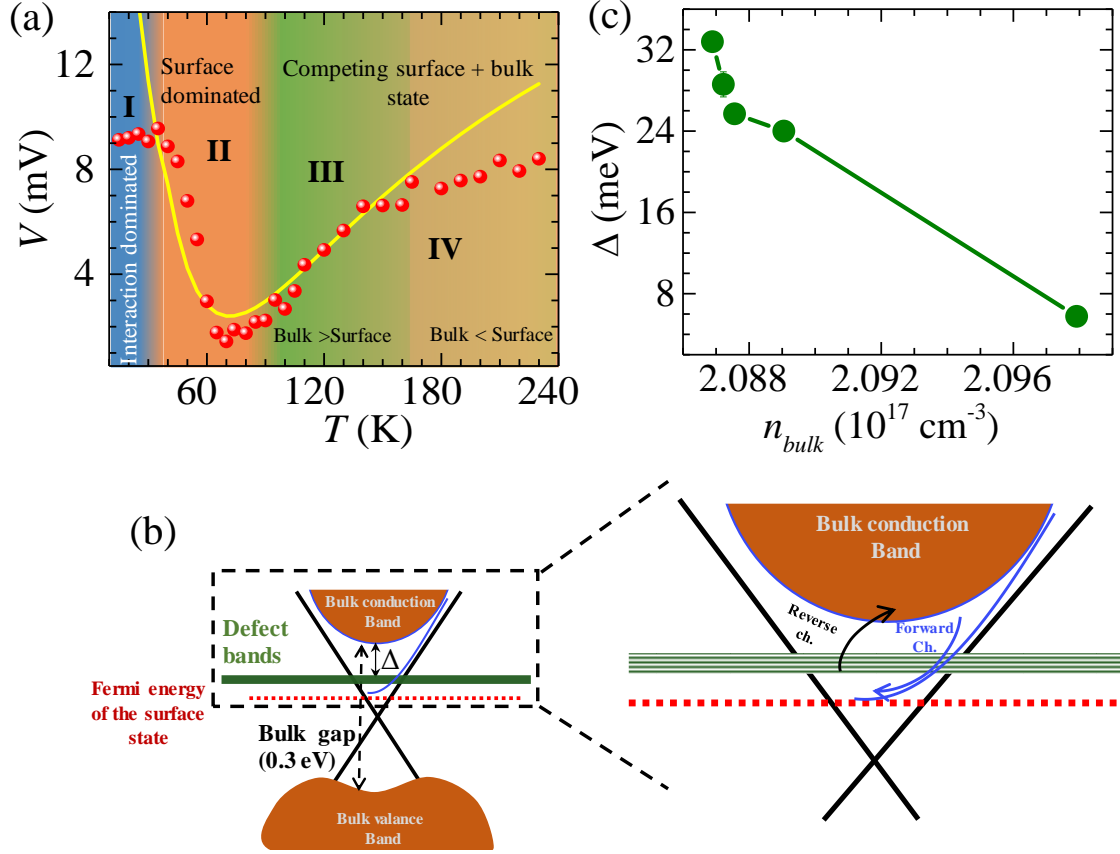 (a)
12
8
4
V (mV)
I
Interaction dominated
Surface
dominated
II
Competing surface + bulk
state
III
IV
Bulk >Surface
Bulk < Surface
60
120
180
240
T (K)
(c)
32
24
16
8
Δ (meV)
2.088
2.092
2.096
n_bulk (10^17 cm^-3)
(b)
Bulk conduction
Band
Defect
bands
Δ
Fermi energy
of the surface
state
Bulk gap
(0.3 eV)
Bulk valance
Band
Bulk conduction
Band
Reverse
ch.
Forward
Ch.